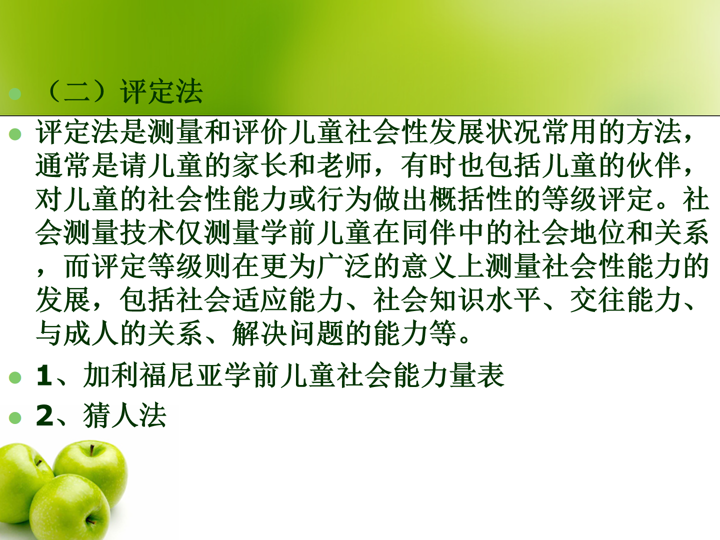 （二）评定法
评定法是测量和评价儿童社会性发展状况常用的方法，
通常是请儿童的家长和老师，有时也包括儿童的伙伴，
对儿童的社会性能力或行为做出概括性的等级评定。社
会测量技术仅测量学前儿童在同伴中的社会地位和关系
，而评定等级则在更为广泛的意义上测量社会性能力的
发展，包括社会适应能力、社会知识水平、交往能力、
与成人的关系、解决问题的能力等。
1、加利福尼亚学前儿童社会能力量表
2、猜人法